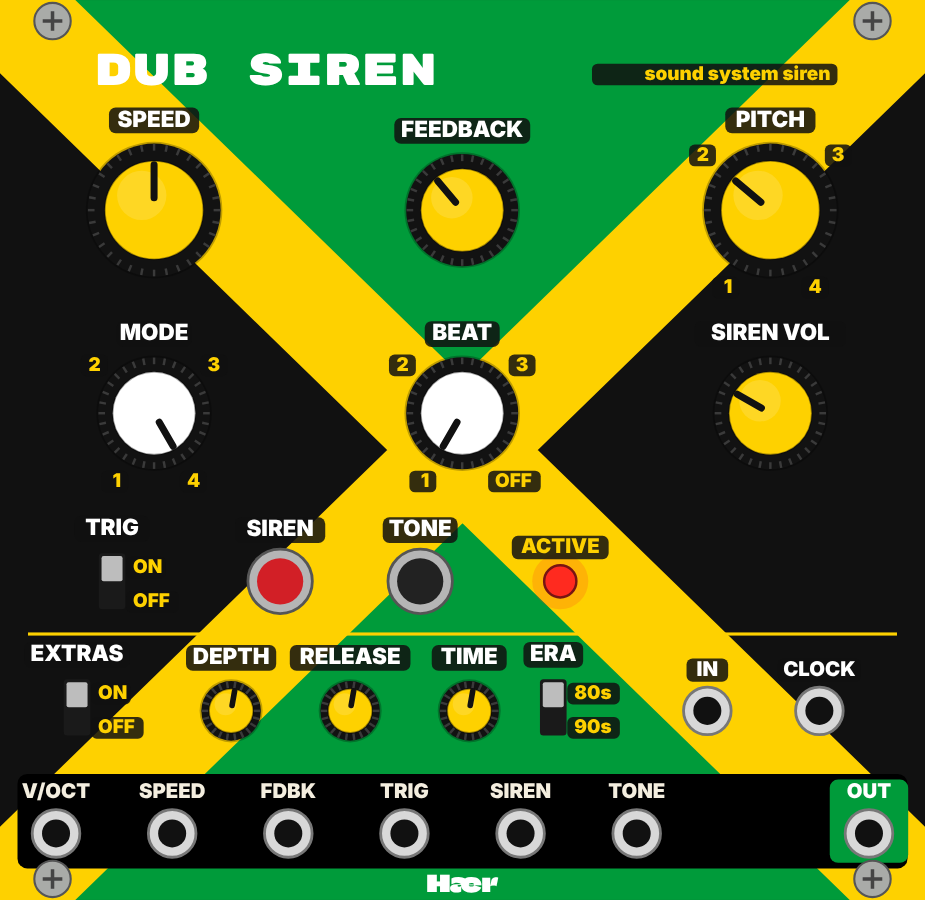 DUB SIREN
sound system siren
SPEED
FEEDBACK
PITCH
2 3
1 4
MODE
BEAT
SIREN VOL
2 3
2 3
1 4
1 OFF
TRIG
SIREN
TONE
ACTIVE
ON
OFF
EXTRAS
DEPTH
RELEASE
TIME
ERA
IN
CLOCK
ON
OFF
80s
90s
V/OCT
SPEED
FDBK
TRIG
SIREN
TONE
OUT
Hær